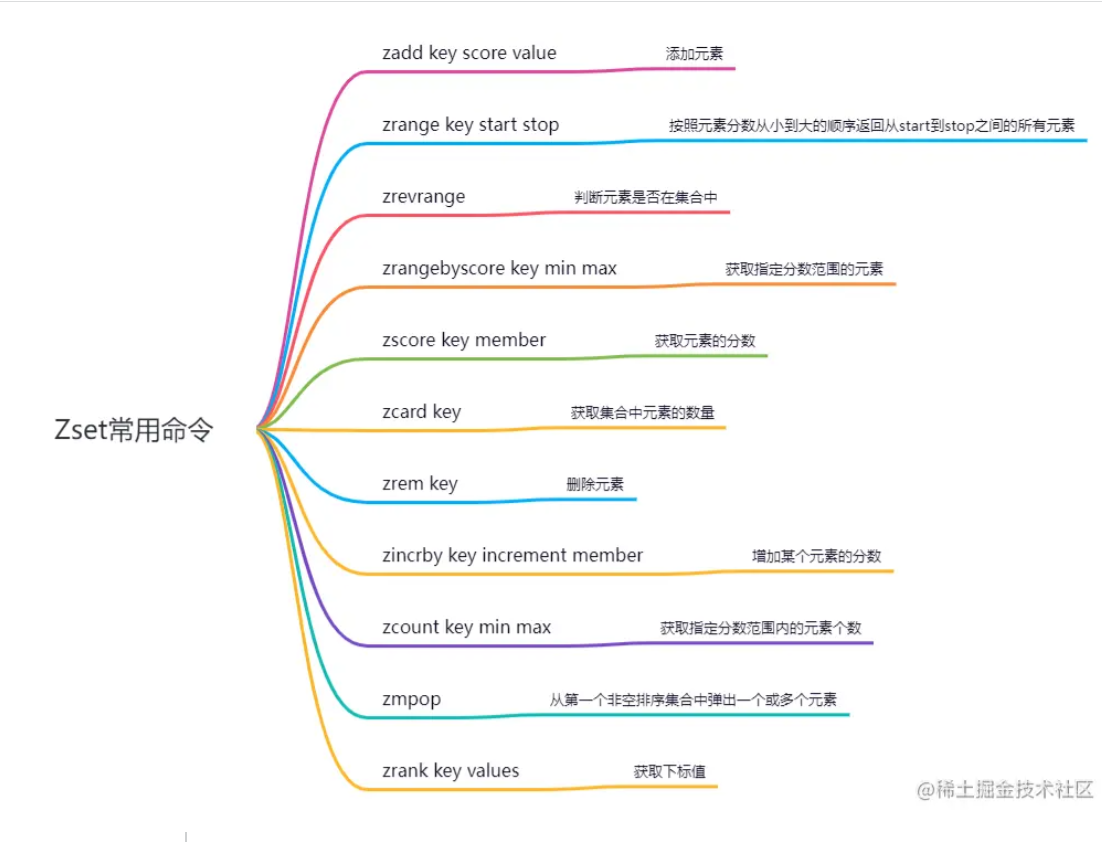 zadd key score value 添加元素
zrange key start stop 按照元素分数从小到大的顺序返回从start到stop之间的所有元素
zrevrange 判断元素是否在集合中
zrangebyscore key min max 获取指定分数范围的元素
zscore key member 获取元素的分数
zcard key 获取集合中元素的数量
Zset常用命令
zrem key 删除元素
zincrby key increment member 增加某个元素的分数
zcount key min max 获取指定分数范围内的元素个数
zmpop 从第一个非空排序集合中弹出一个或多个元素
zrank key values 获取下标值
@稀土掘金技术社区